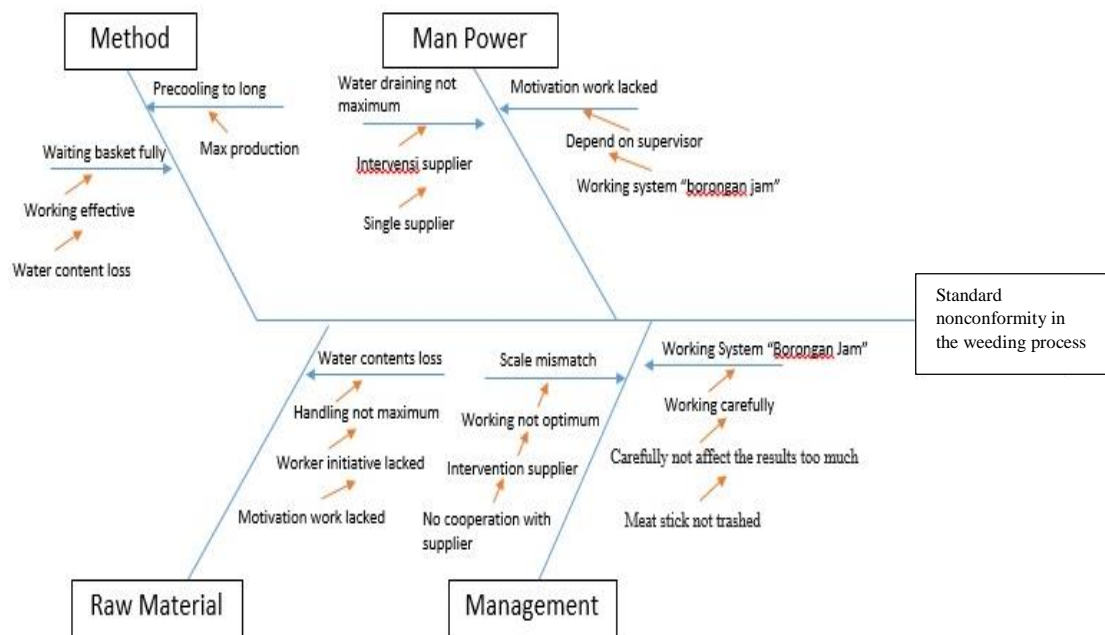 Method
Man Power
Precooling to long
Max production
Waiting basket fully
Working effective
Water content loss
Water draining not
maximum
Intervensi supplier
Single supplier
Motivation work lacked
Depend on supervisor
Working system “borongan jam”
Standard
nonconformity in
the weeding process
Water contents loss
Handling not maximum
Worker initiative lacked
Motivation work lacked
Scale mismatch
Working not optimum
Intervention supplier
No cooperation with
supplier
Working System “Borongan Jam”
Working carefully
Carefully not affect the results too much
Meat stick not trashed
Raw Material
Management